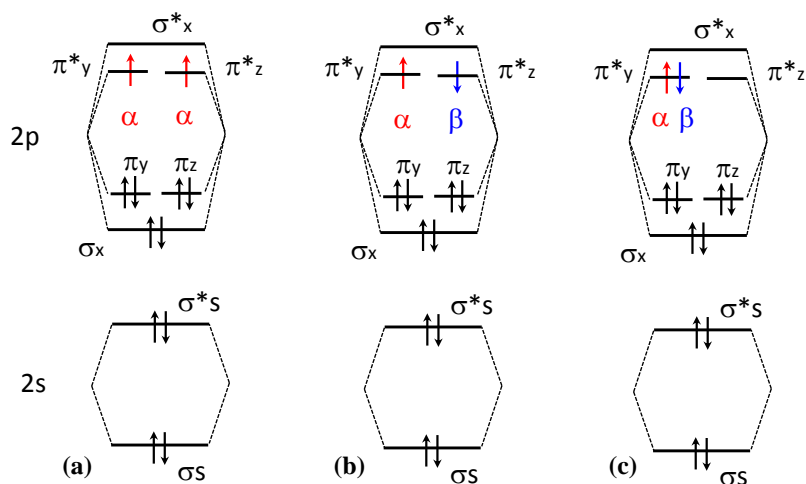 σ*x σ*x σ*x
π*y π*z π*y π*z π*y π*z
α α α β α β
2p
πy πz πy πz πy πz
σx σx σx
σ*s σ*s σ*s
2s
(a) σs (b) σs (c) σs